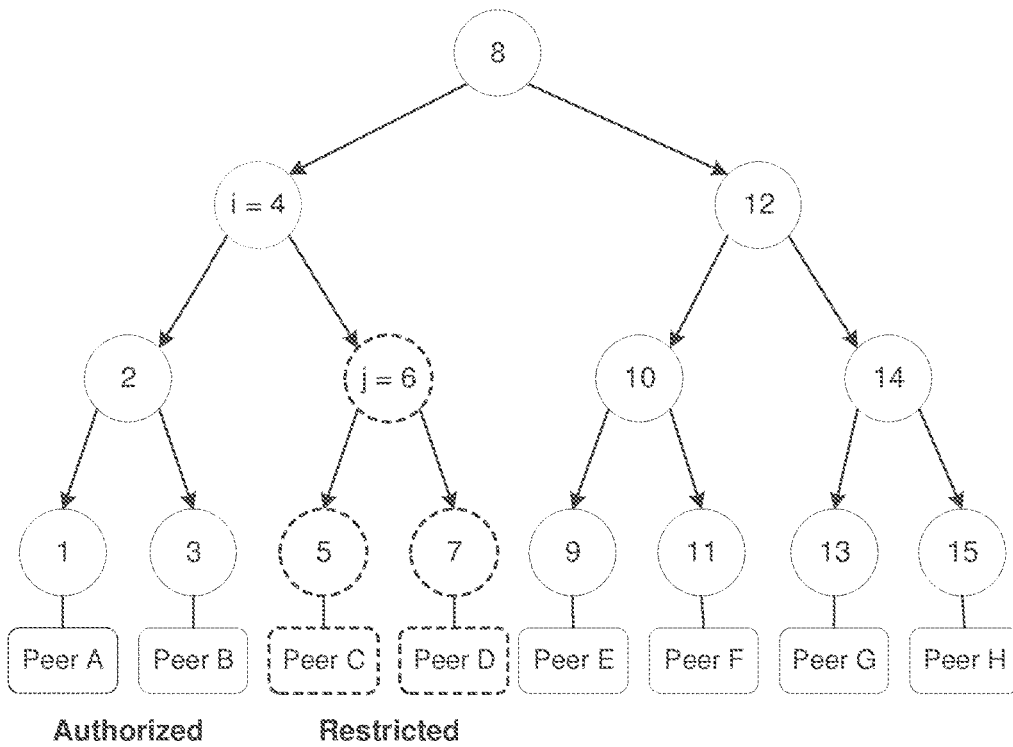 8
i = 4
12
2
j = 6
10
14
1
3
5
7
9
11
13
15
Peer A
Peer B
Peer C
Peer D
Peer E
Peer F
Peer G
Peer H
Authorized
Restricted